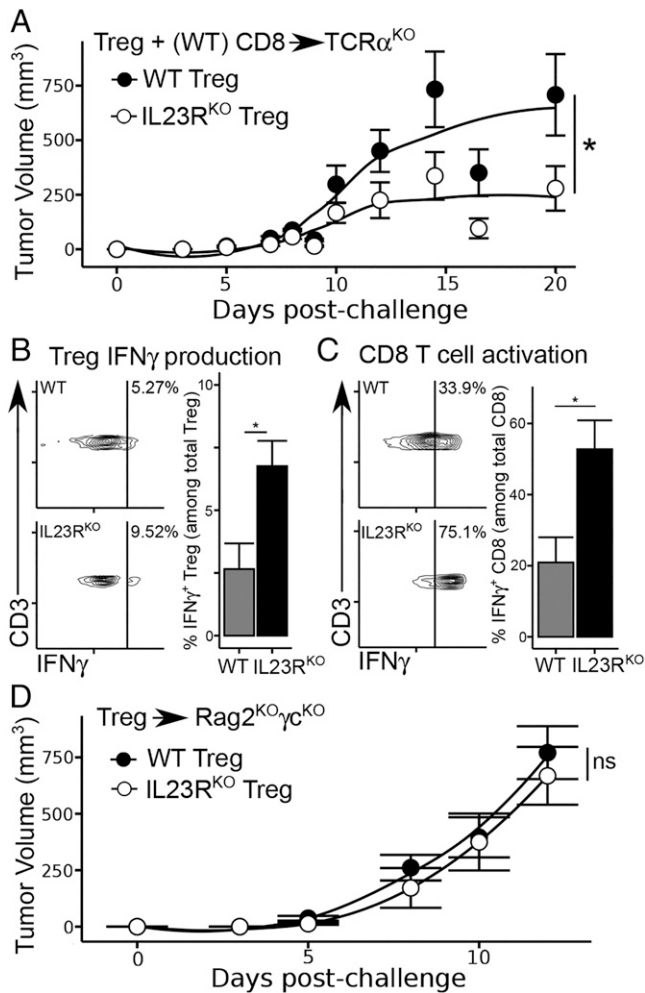 A
Treg + (WT) CD8 TCRα^KO
WT Treg
IL23R^KO Treg
Tumor Volume (mm³)
750
500
250
0
*
0 5 10 15 20
Days post-challenge
B Treg IFNγ production
WT 5.27%
IL23R^KO 9.52%
CD3
IFNγ
% IFNγ⁺ Treg (among total Treg)
10
5
0
*
WT IL23R^KO
C CD8 T cell activation
WT 33.9%
IL23R^KO 75.1%
CD3
IFNγ
% IFNγ⁺ CD8 (among total CD8)
60
40
20
0
*
WT IL23R^KO
D
Treg Rag2^KOγc^KO
WT Treg
IL23R^KO Treg
Tumor Volume (mm³)
750
500
250
0
ns
0 5 10
Days post-challenge